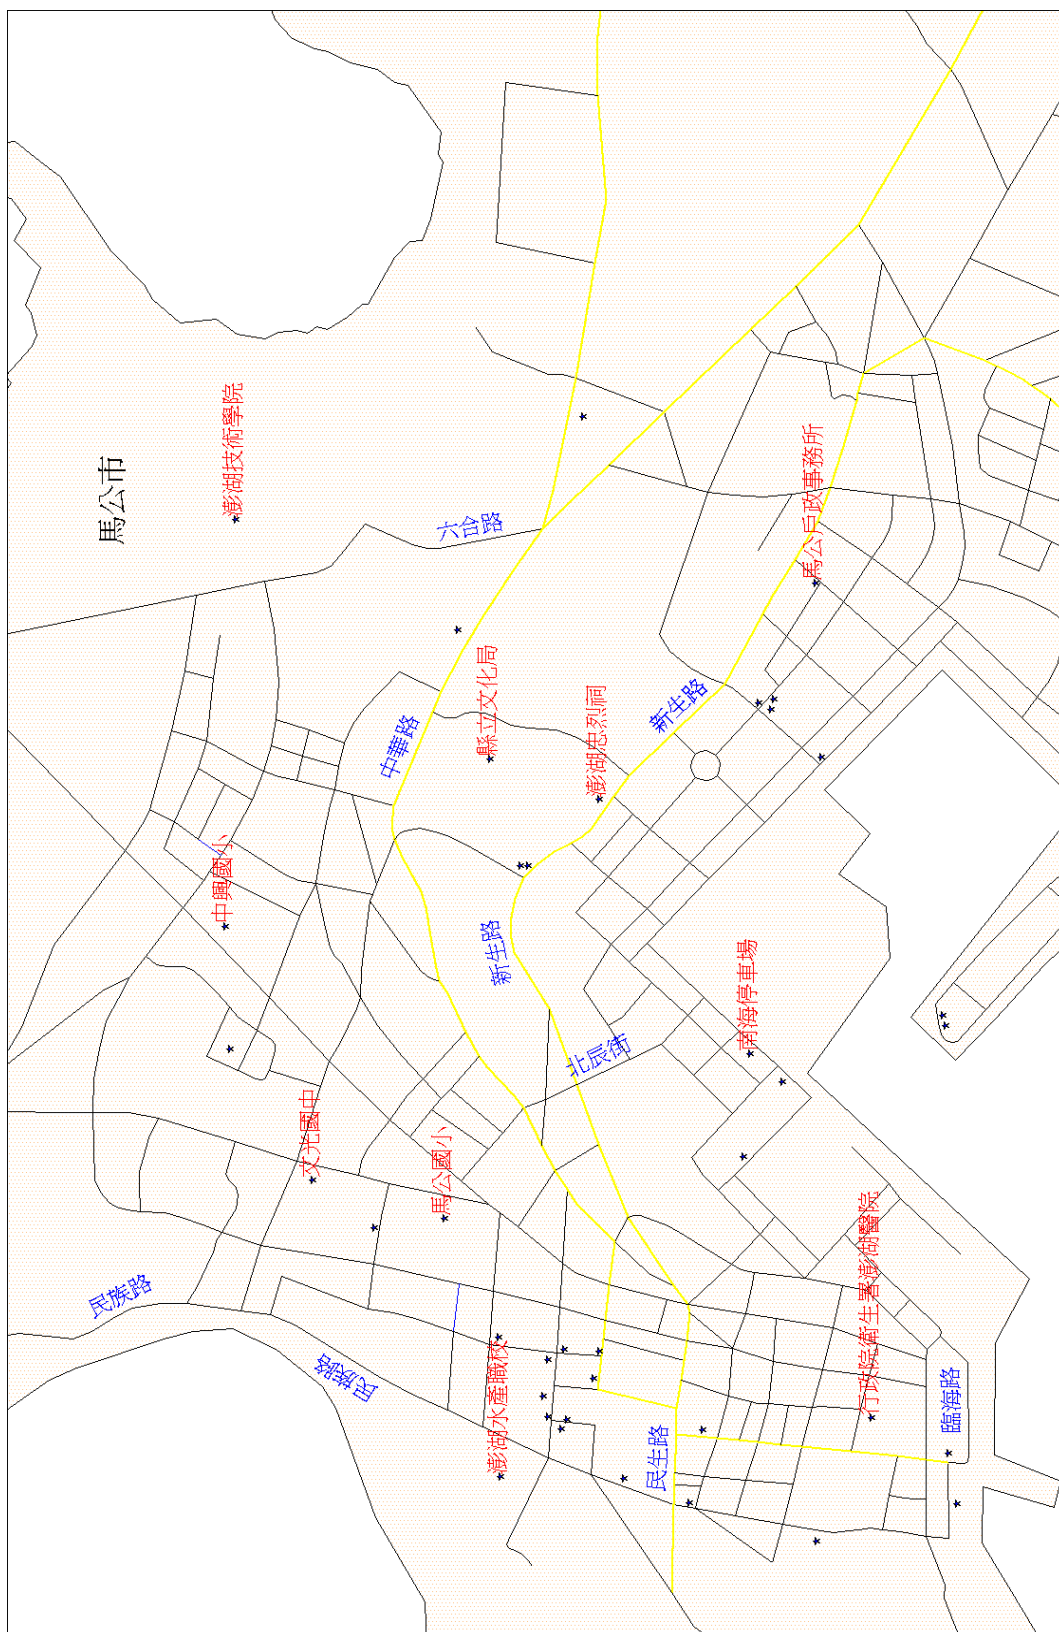 馬公市
澎湖技術學院
六合路
馬公戶政事務所
縣立文化局
澎湖忠烈祠
新生路
中華路
中興國小
新生路
南海停車場
北辰街
文光國中
馬公國小
行政院衛生署澎湖醫院
民族路
民族路
澎湖水產職校
民生路
臨海路